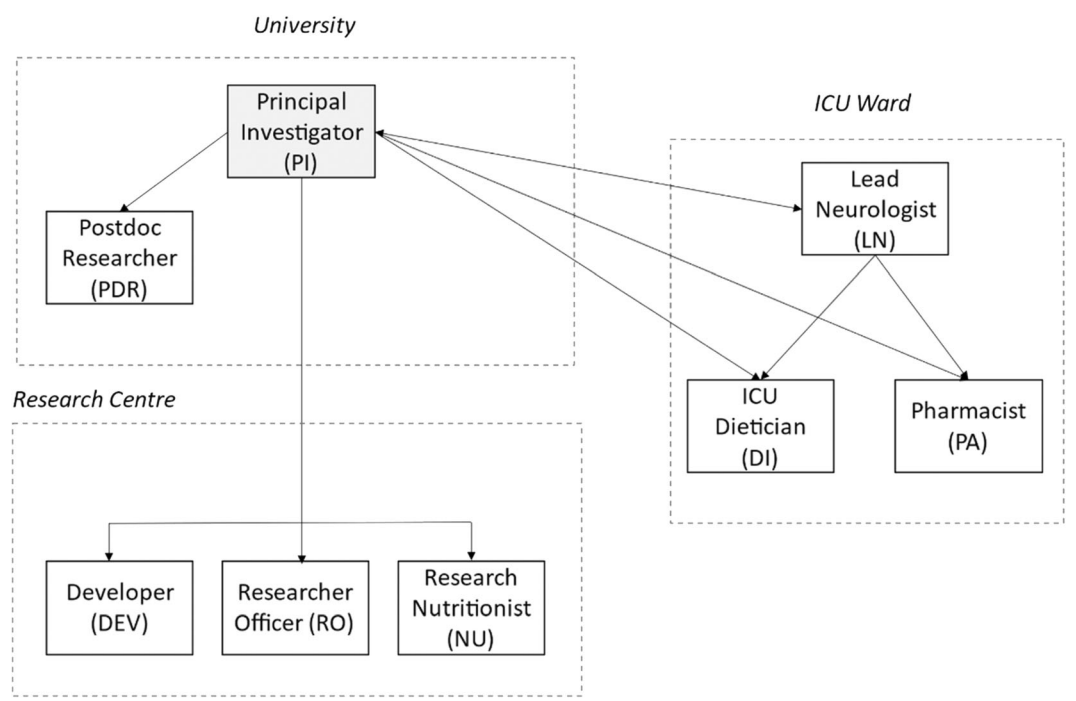 University
Principal
Investigator
(PI)
Postdoc
Researcher
(PDR)
ICU Ward
Lead
Neurologist
(LN)
ICU
Dietician
(DI)
Pharmacist
(PA)
Research Centre
Developer
(DEV)
Researcher
Officer (RO)
Research
Nutritionist
(NU)